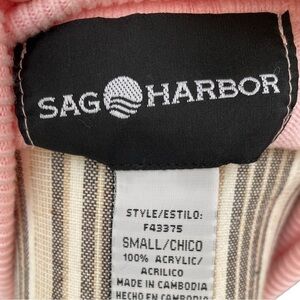 SAG HARBOR
STYLE/ESTILO:
F43375
SMALL/CHICO
100% ACRYLIC/
ACRILICO
MADE IN CAMBODIA
HECHO EN CAMBODIA